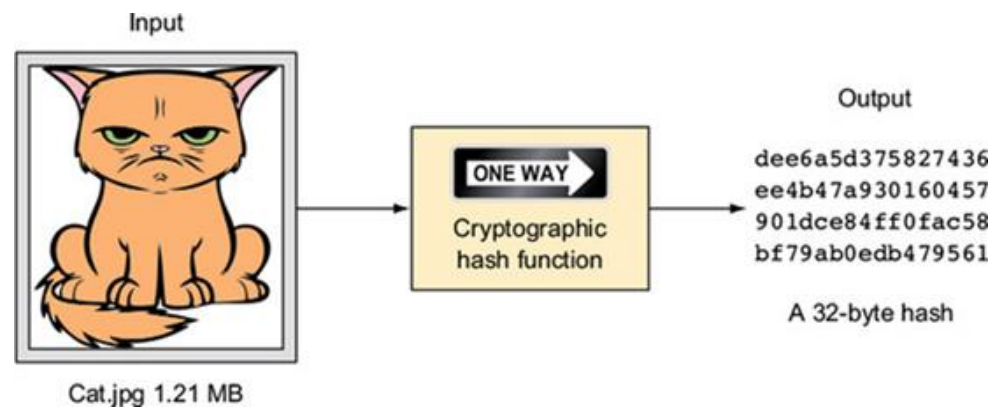 Input
Cat.jpg 1.21 MB
ONE WAY
Cryptographic
hash function
Output
dee6a5d375827436
ee4b47a930160457
901dce84ff0fac58
bf79ab0edb479561
A 32-byte hash